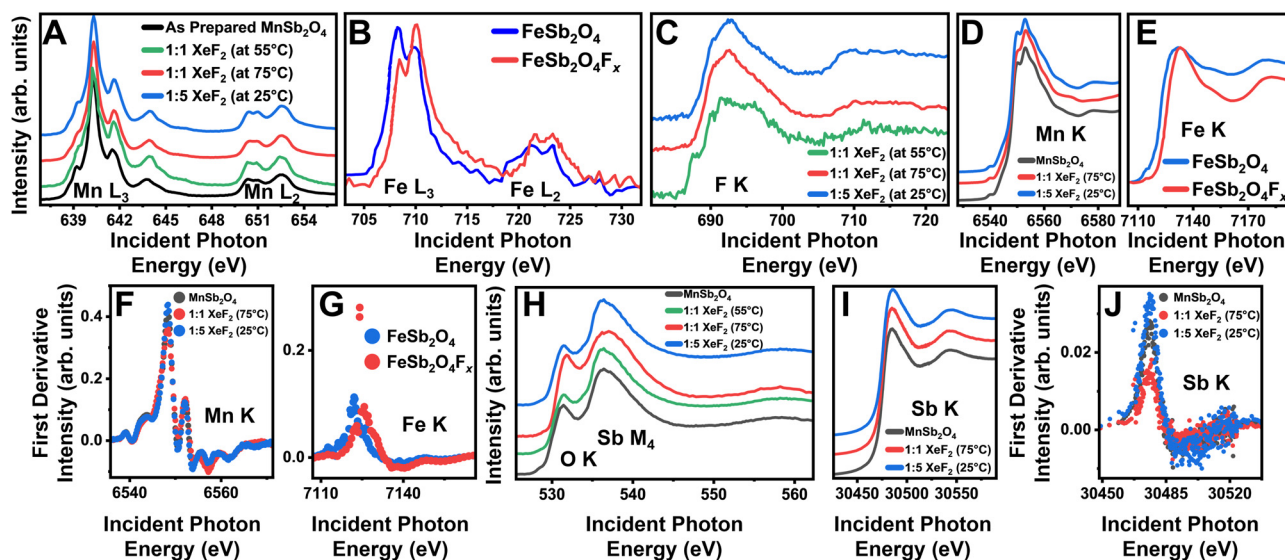 A
As Prepared MnSb₂O₄
1:1 XeF₂ (at 55°C)
1:1 XeF₂ (at 75°C)
1:5 XeF₂ (at 25°C)
Mn L₃
Mn L₂
639 642 645 648 651 654
Incident Photon
Energy (eV)
Intensity (arb. units)
B
FeSb₂O₄
FeSb₂O₄Fₓ
Fe L₃
Fe L₂
705 710 715 720 725 730
Incident Photon
Energy (eV)
C
F K
1:1 XeF₂ (at 55°C)
1:1 XeF₂ (at 75°C)
1:5 XeF₂ (at 25°C)
690 700 710 720
Incident Photon
Energy (eV)
D
Mn K
MnSb₂O₄
1:1 XeF₂ (75°C)
1:5 XeF₂ (25°C)
6540 6560 6580
Incident Photon
Energy (eV)
E
Fe K
FeSb₂O₄
FeSb₂O₄Fₓ
7110 7140 7170
Incident Photon
Energy (eV)
F
MnSb₂O₄
1:1 XeF₂ (75°C)
1:5 XeF₂ (25°C)
Mn K
0.4
0.2
0.0
6540 6560
Incident Photon
Energy (eV)
First Derivative
Intensity (arb. units)
G
FeSb₂O₄
FeSb₂O₄Fₓ
Fe K
0.2
0.0
7110 7140
Incident Photon
Energy (eV)
H
MnSb₂O₄
1:1 XeF₂ (55°C)
1:1 XeF₂ (75°C)
1:5 XeF₂ (25°C)
Sb M₄
O K
530 540 550 560
Incident Photon
Energy (eV)
Intensity (arb. units)
I
Sb K
MnSb₂O₄
1:1 XeF₂ (75°C)
1:5 XeF₂ (25°C)
30450 30500 30550
Incident Photon
Energy (eV)
J
MnSb₂O₄
1:1 XeF₂ (75°C)
1:5 XeF₂ (25°C)
Sb K
0.02
0.00
30450 30485 30520
Incident Photon
Energy (eV)
First Derivative
Intensity (arb. units)